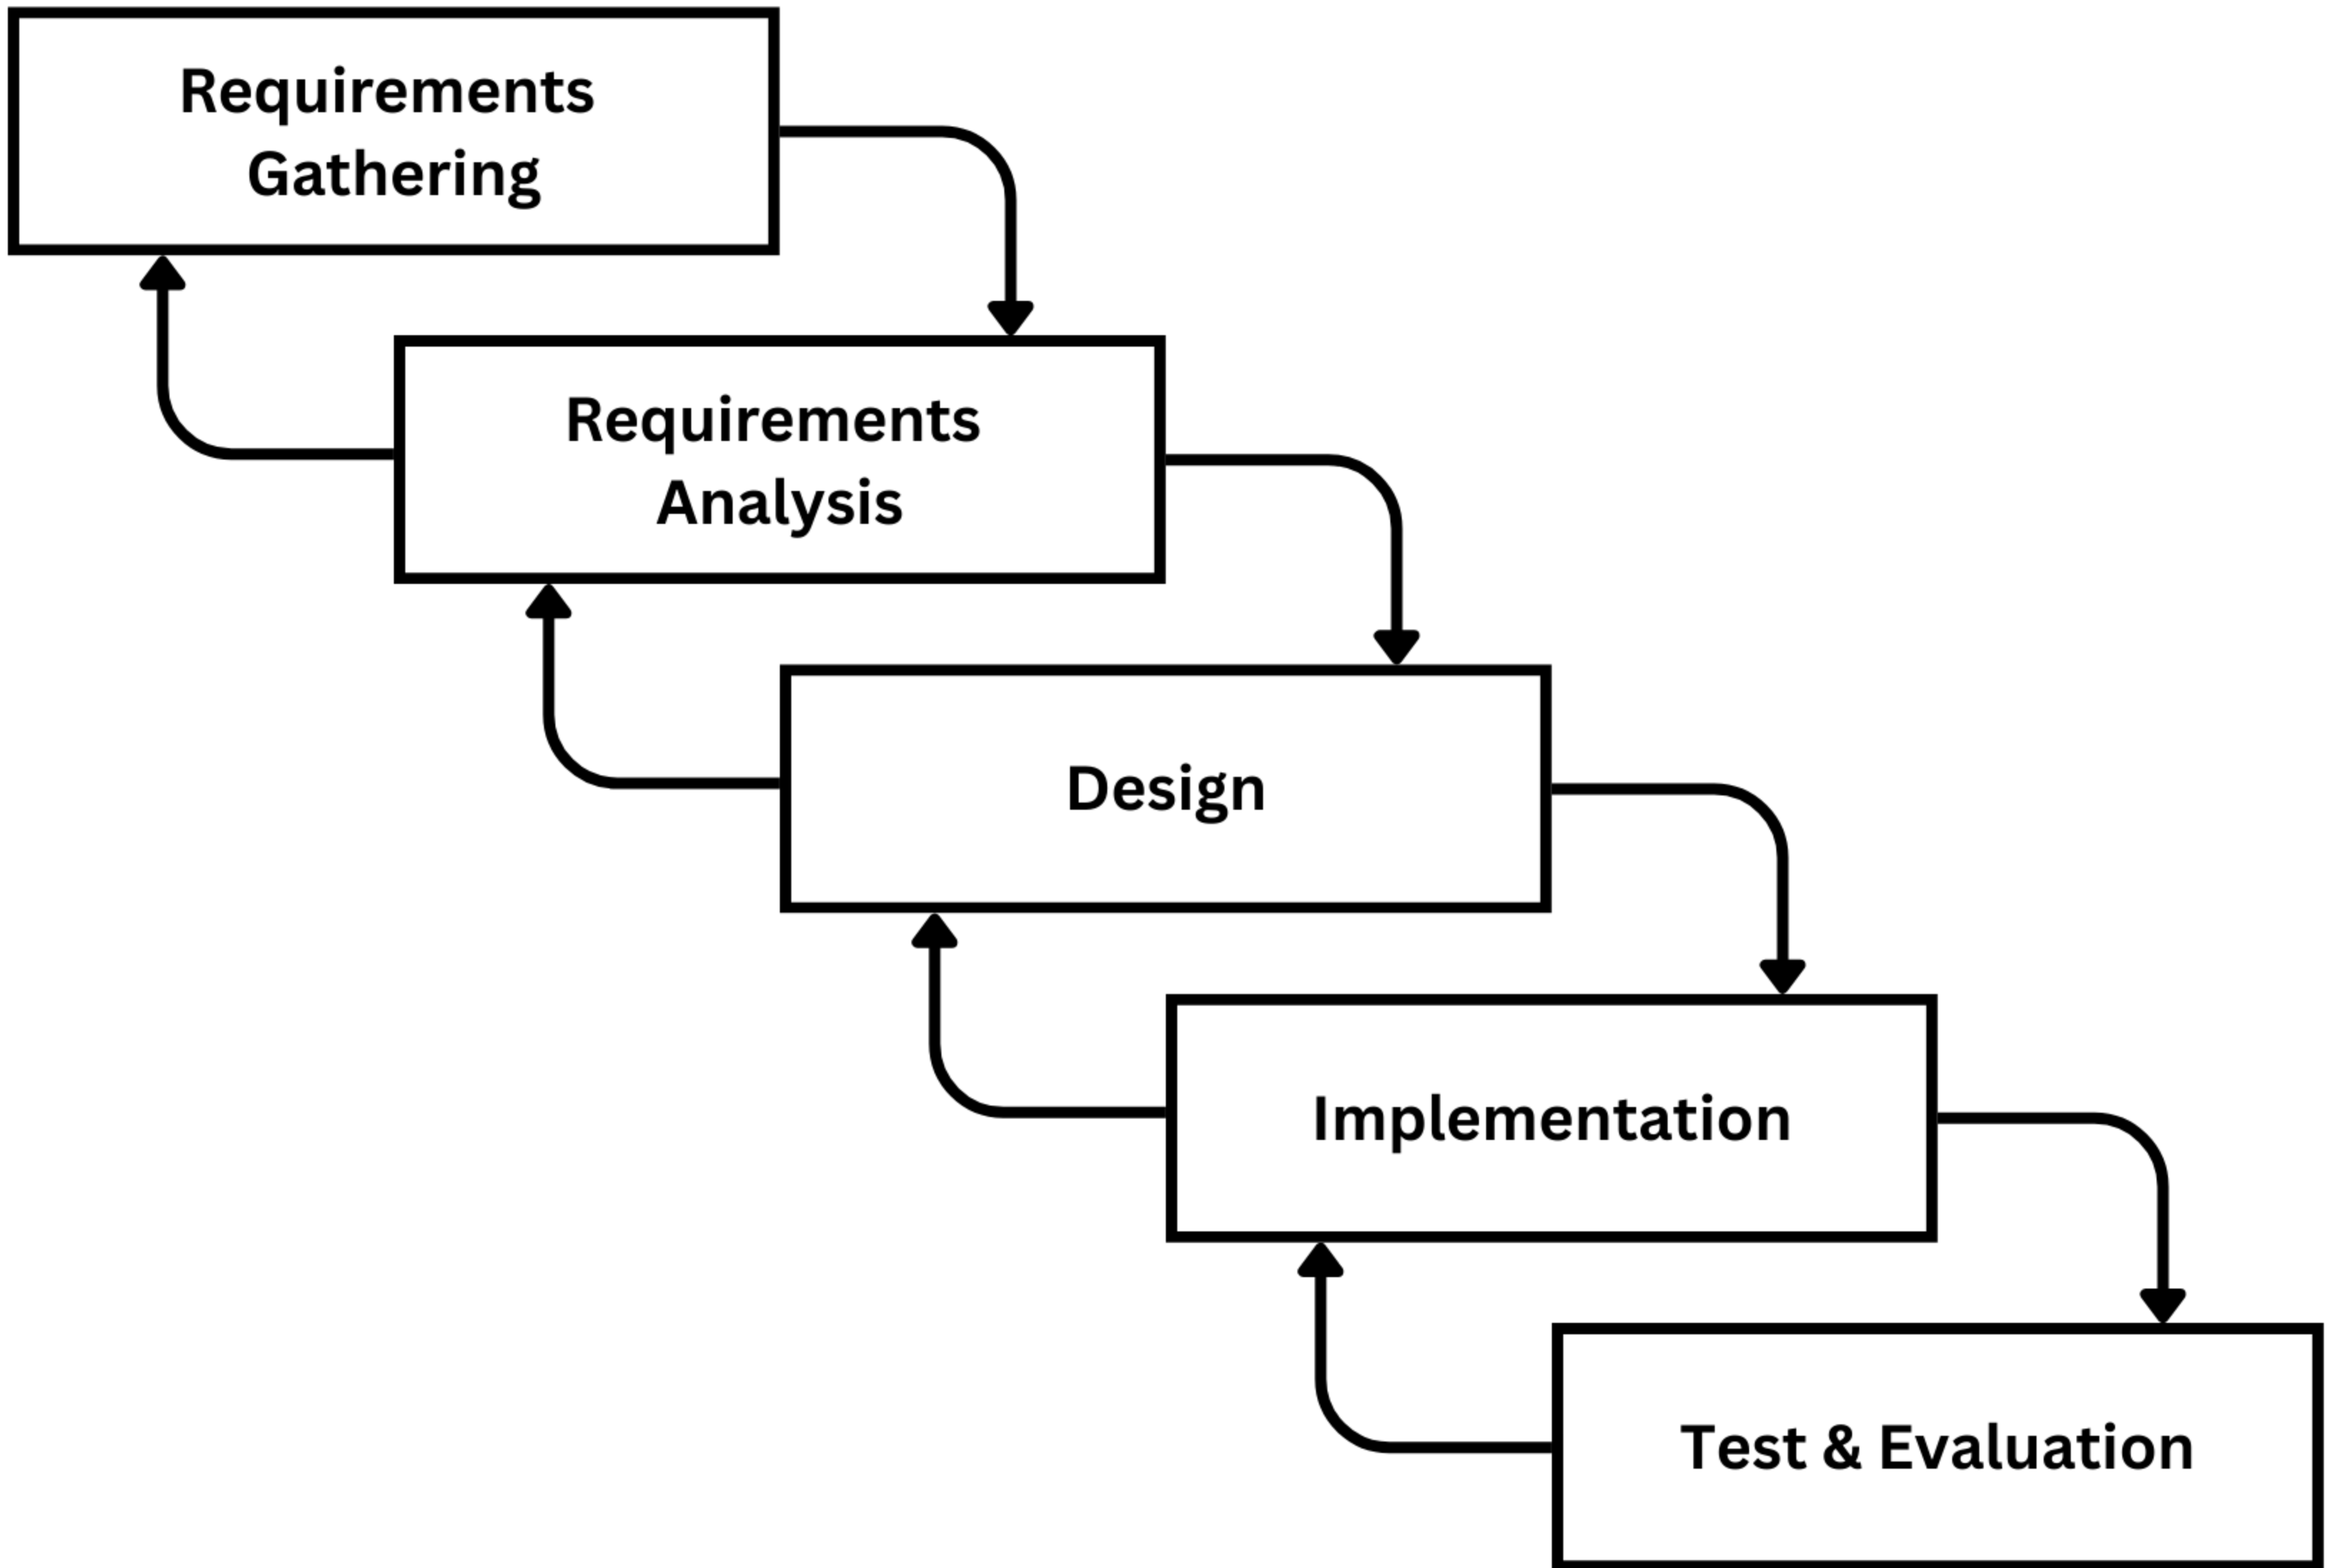 Requirements
Gathering
Requirements
Analysis
Design
Implementation
Test & Evaluation